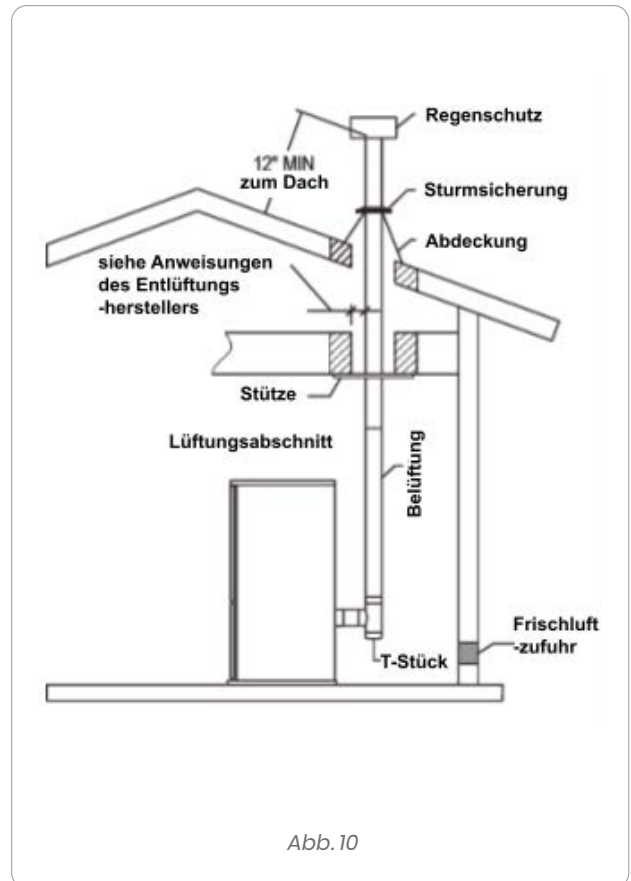 Regenschutz
12" MIN
zum Dach
Sturmsicherung
Abdeckung
siehe Anweisungen
des Entlüftungs
-herstellers
Stütze
Lüftungsabschnitt
Belüftung
Frischluft
-zufuhr
T-Stück
Abb. 10